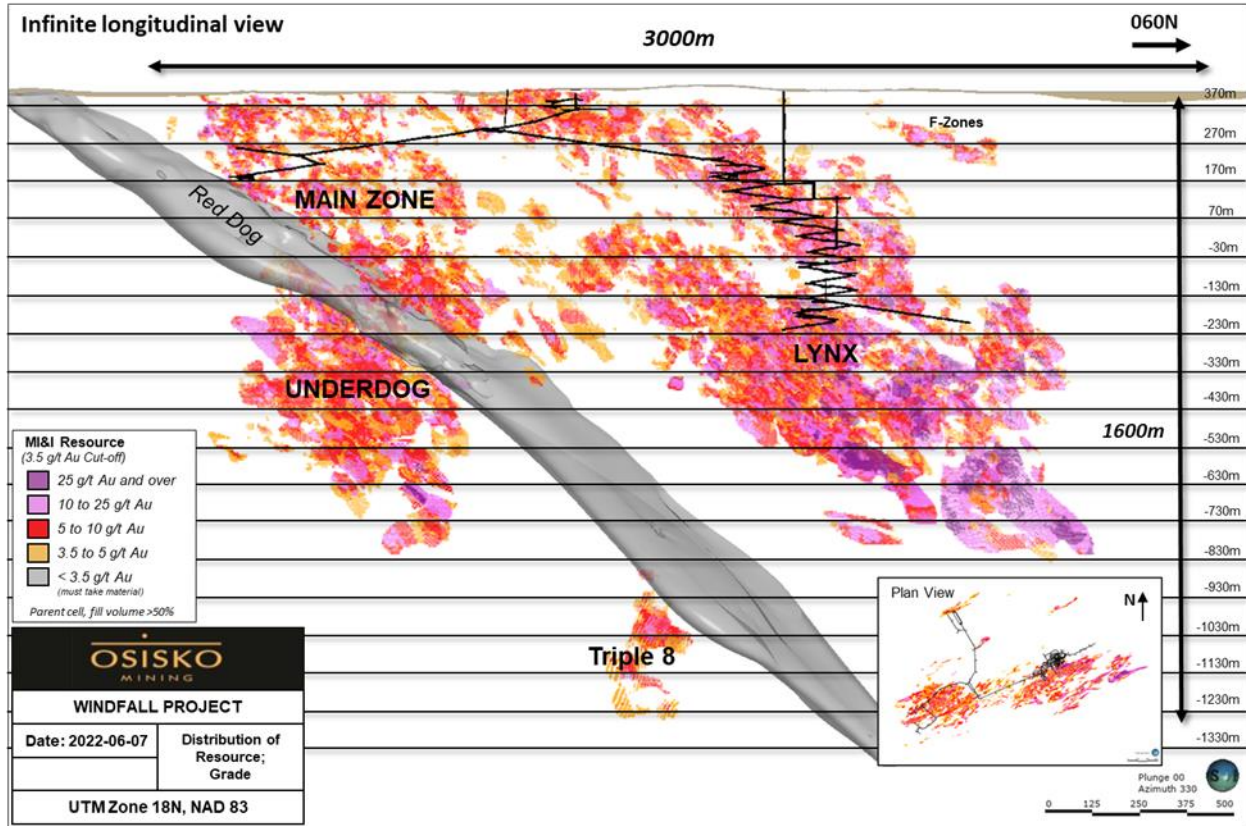 Infinite longitudinal view
3000m
060N
370m
F-Zones
270m
170m
Red Dog
MAIN ZONE
70m
-30m
-130m
-230m
LYNX
-330m
UNDERDOG
-430m
1600m
-530m
-630m
-730m
-830m
-930m
-1030m
Triple 8
-1130m
-1230m
-1330m
MI&I Resource
(3.5 g/t Au Cut-off)
25 g/t Au and over
10 to 25 g/t Au
5 to 10 g/t Au
3.5 to 5 g/t Au
< 3.5 g/t Au
(must take material)
Parent cell, fill volume >50%
OSISKO
MINING
WINDFALL PROJECT
Date: 2022-06-07
Distribution of
Resource;
Grade
UTM Zone 18N, NAD 83
Plan View
N
Plunge 00
Azimuth 330
0 125 250 375 500